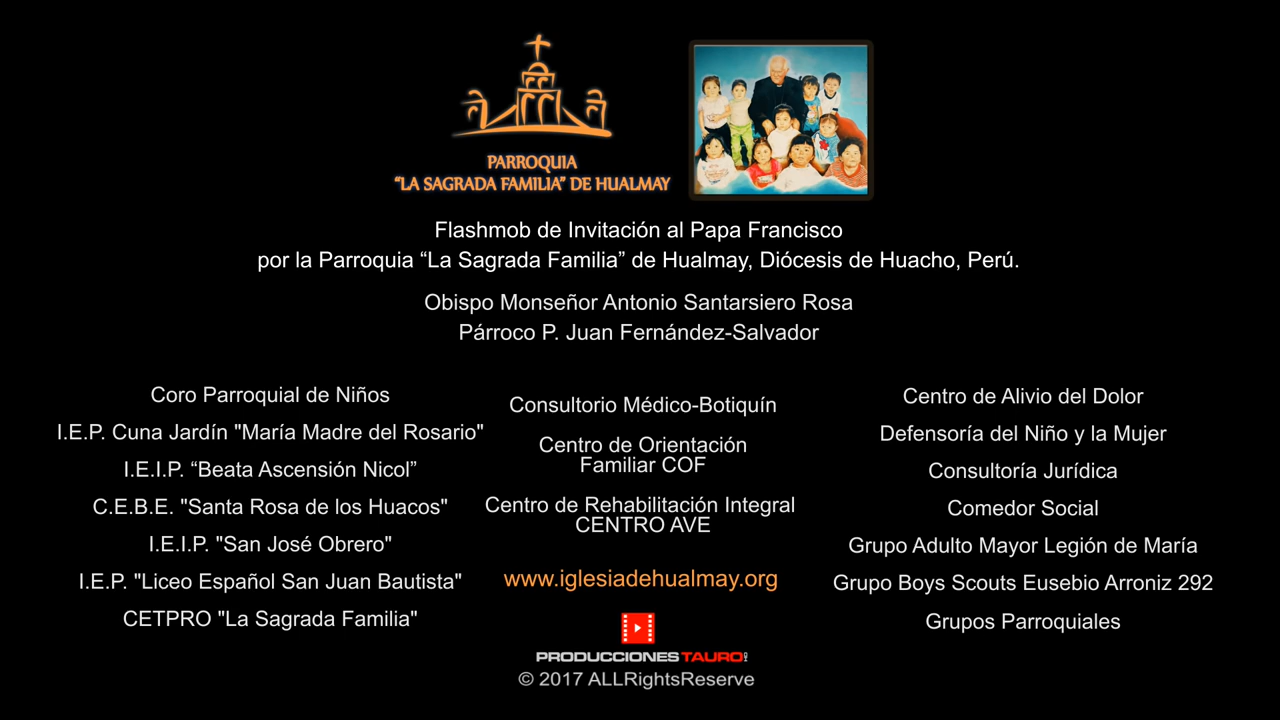 PARROQUIA
“LA SAGRADA FAMILIA” DE HUALMAY
Flashmob de Invitación al Papa Francisco
por la Parroquia “La Sagrada Familia” de Hualmay, Diócesis de Huacho, Perú.
Obispo Monseñor Antonio Santarsiero Rosa
Párroco P. Juan Fernández-Salvador
Coro Parroquial de Niños
I.E.P. Cuna Jardín "María Madre del Rosario"
I.E.I.P. “Beata Ascensión Nicol”
C.E.B.E. "Santa Rosa de los Huacos"
I.E.I.P. "San José Obrero"
I.E.P. "Liceo Español San Juan Bautista"
CETPRO "La Sagrada Familia"
Consultorio Médico-Botiquín
Centro de Orientación
Familiar COF
Centro de Rehabilitación Integral
CENTRO AVE
www.iglesiadehualmay.org
PRODUCCIONES TAURO
© 2017 ALLRightsReserve
Centro de Alivio del Dolor
Defensoría del Niño y la Mujer
Consultoría Jurídica
Comedor Social
Grupo Adulto Mayor Legión de María
Grupo Boys Scouts Eusebio Arroniz 292
Grupos Parroquiales